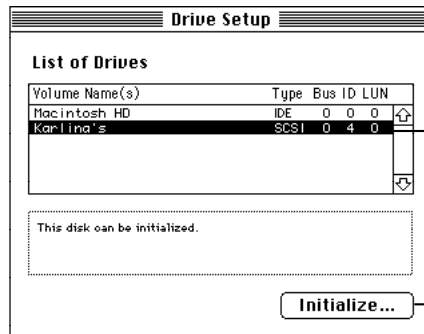 Drive Setup
List of Drives
Volume Name(s) Type Bus ID LUN
Macintosh HD IDE 0 0 0
Karlina's SCSI 0 4 0
This disk can be initialized.
Initialize...